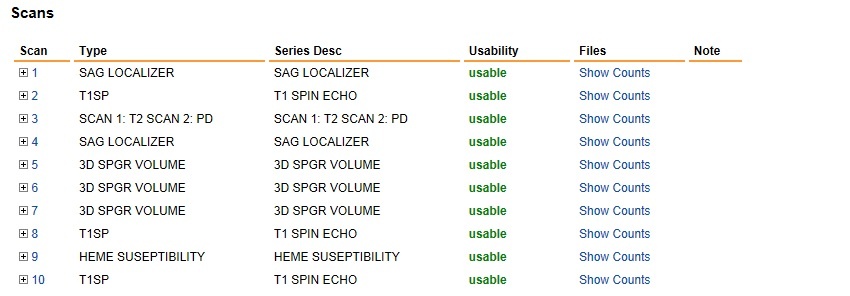 Scans
Scan Type Series Desc Usability Files Note
1 SAG LOCALIZER SAG LOCALIZER usable Show Counts
2 T1SP T1 SPIN ECHO usable Show Counts
3 SCAN 1: T2 SCAN 2: PD SCAN 1: T2 SCAN 2: PD usable Show Counts
4 SAG LOCALIZER SAG LOCALIZER usable Show Counts
5 3D SPGR VOLUME 3D SPGR VOLUME usable Show Counts
6 3D SPGR VOLUME 3D SPGR VOLUME usable Show Counts
7 3D SPGR VOLUME 3D SPGR VOLUME usable Show Counts
8 T1SP T1 SPIN ECHO usable Show Counts
9 HEME SUSEPTIBILITY HEME SUSEPTIBILITY usable Show Counts
10 T1SP T1 SPIN ECHO usable Show Counts